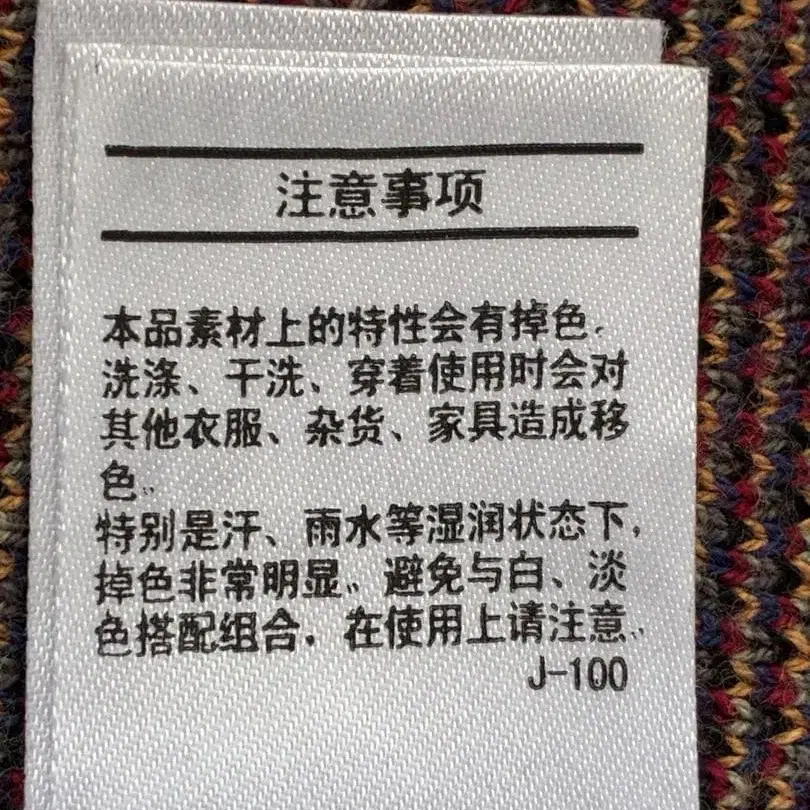 注意事项
本品素材上的特性会有掉色.
洗涤、干洗、穿着使用时会对
其他衣服、杂货、家具造成移
色。
特别是汗、雨水等湿润状态下,
掉色非常明显。避免与白、淡
色搭配组合. 在使用上请注意。
J-100